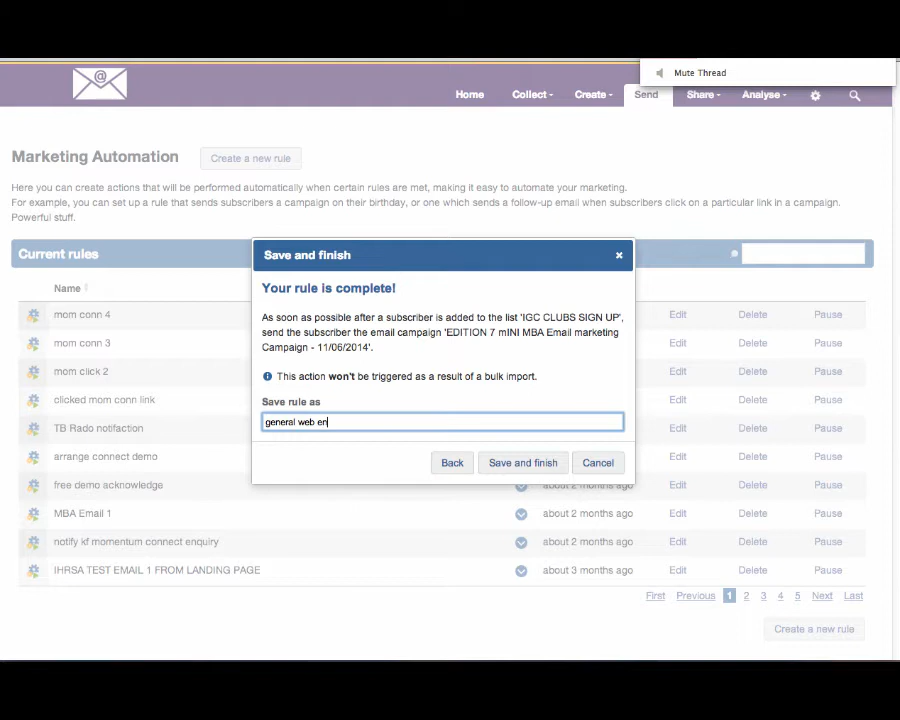 Mute Thread
@
Home Collect Create Send Share Analyse
Marketing Automation Create a new rule
Here you can create actions that will be performed automatically when certain rules are met, making it easy to automate your marketing.
For example, you can set up a rule that sends subscribers a campaign on their birthday, or one which sends a follow-up email when subscribers click on a particular link in a campaign.
Powerful stuff.
Current rules
Name
mom conn 4 Edit Delete Pause
mom conn 3 Edit Delete Pause
mom click 2 Edit Delete Pause
clicked mom conn link Edit Delete Pause
TB Rado notifaction Edit Delete Pause
arrange connect demo Edit Delete Pause
free demo acknowledge about 2 months ago Edit Delete Pause
MBA Email 1 about 2 months ago Edit Delete Pause
notify kf momentum connect enquiry about 2 months ago Edit Delete Pause
IHRSA TEST EMAIL 1 FROM LANDING PAGE about 3 months ago Edit Delete Pause
First Previous 1 2 3 4 5 Next Last
Create a new rule
Save and finish ×
Your rule is complete!
As soon as possible after a subscriber is added to the list 'IGC CLUBS SIGN UP',
send the subscriber the email campaign 'EDITION 7 mINI MBA Email marketing
Campaign - 11/06/2014'.
This action won't be triggered as a result of a bulk import.
Save rule as
general web en
Back Save and finish Cancel